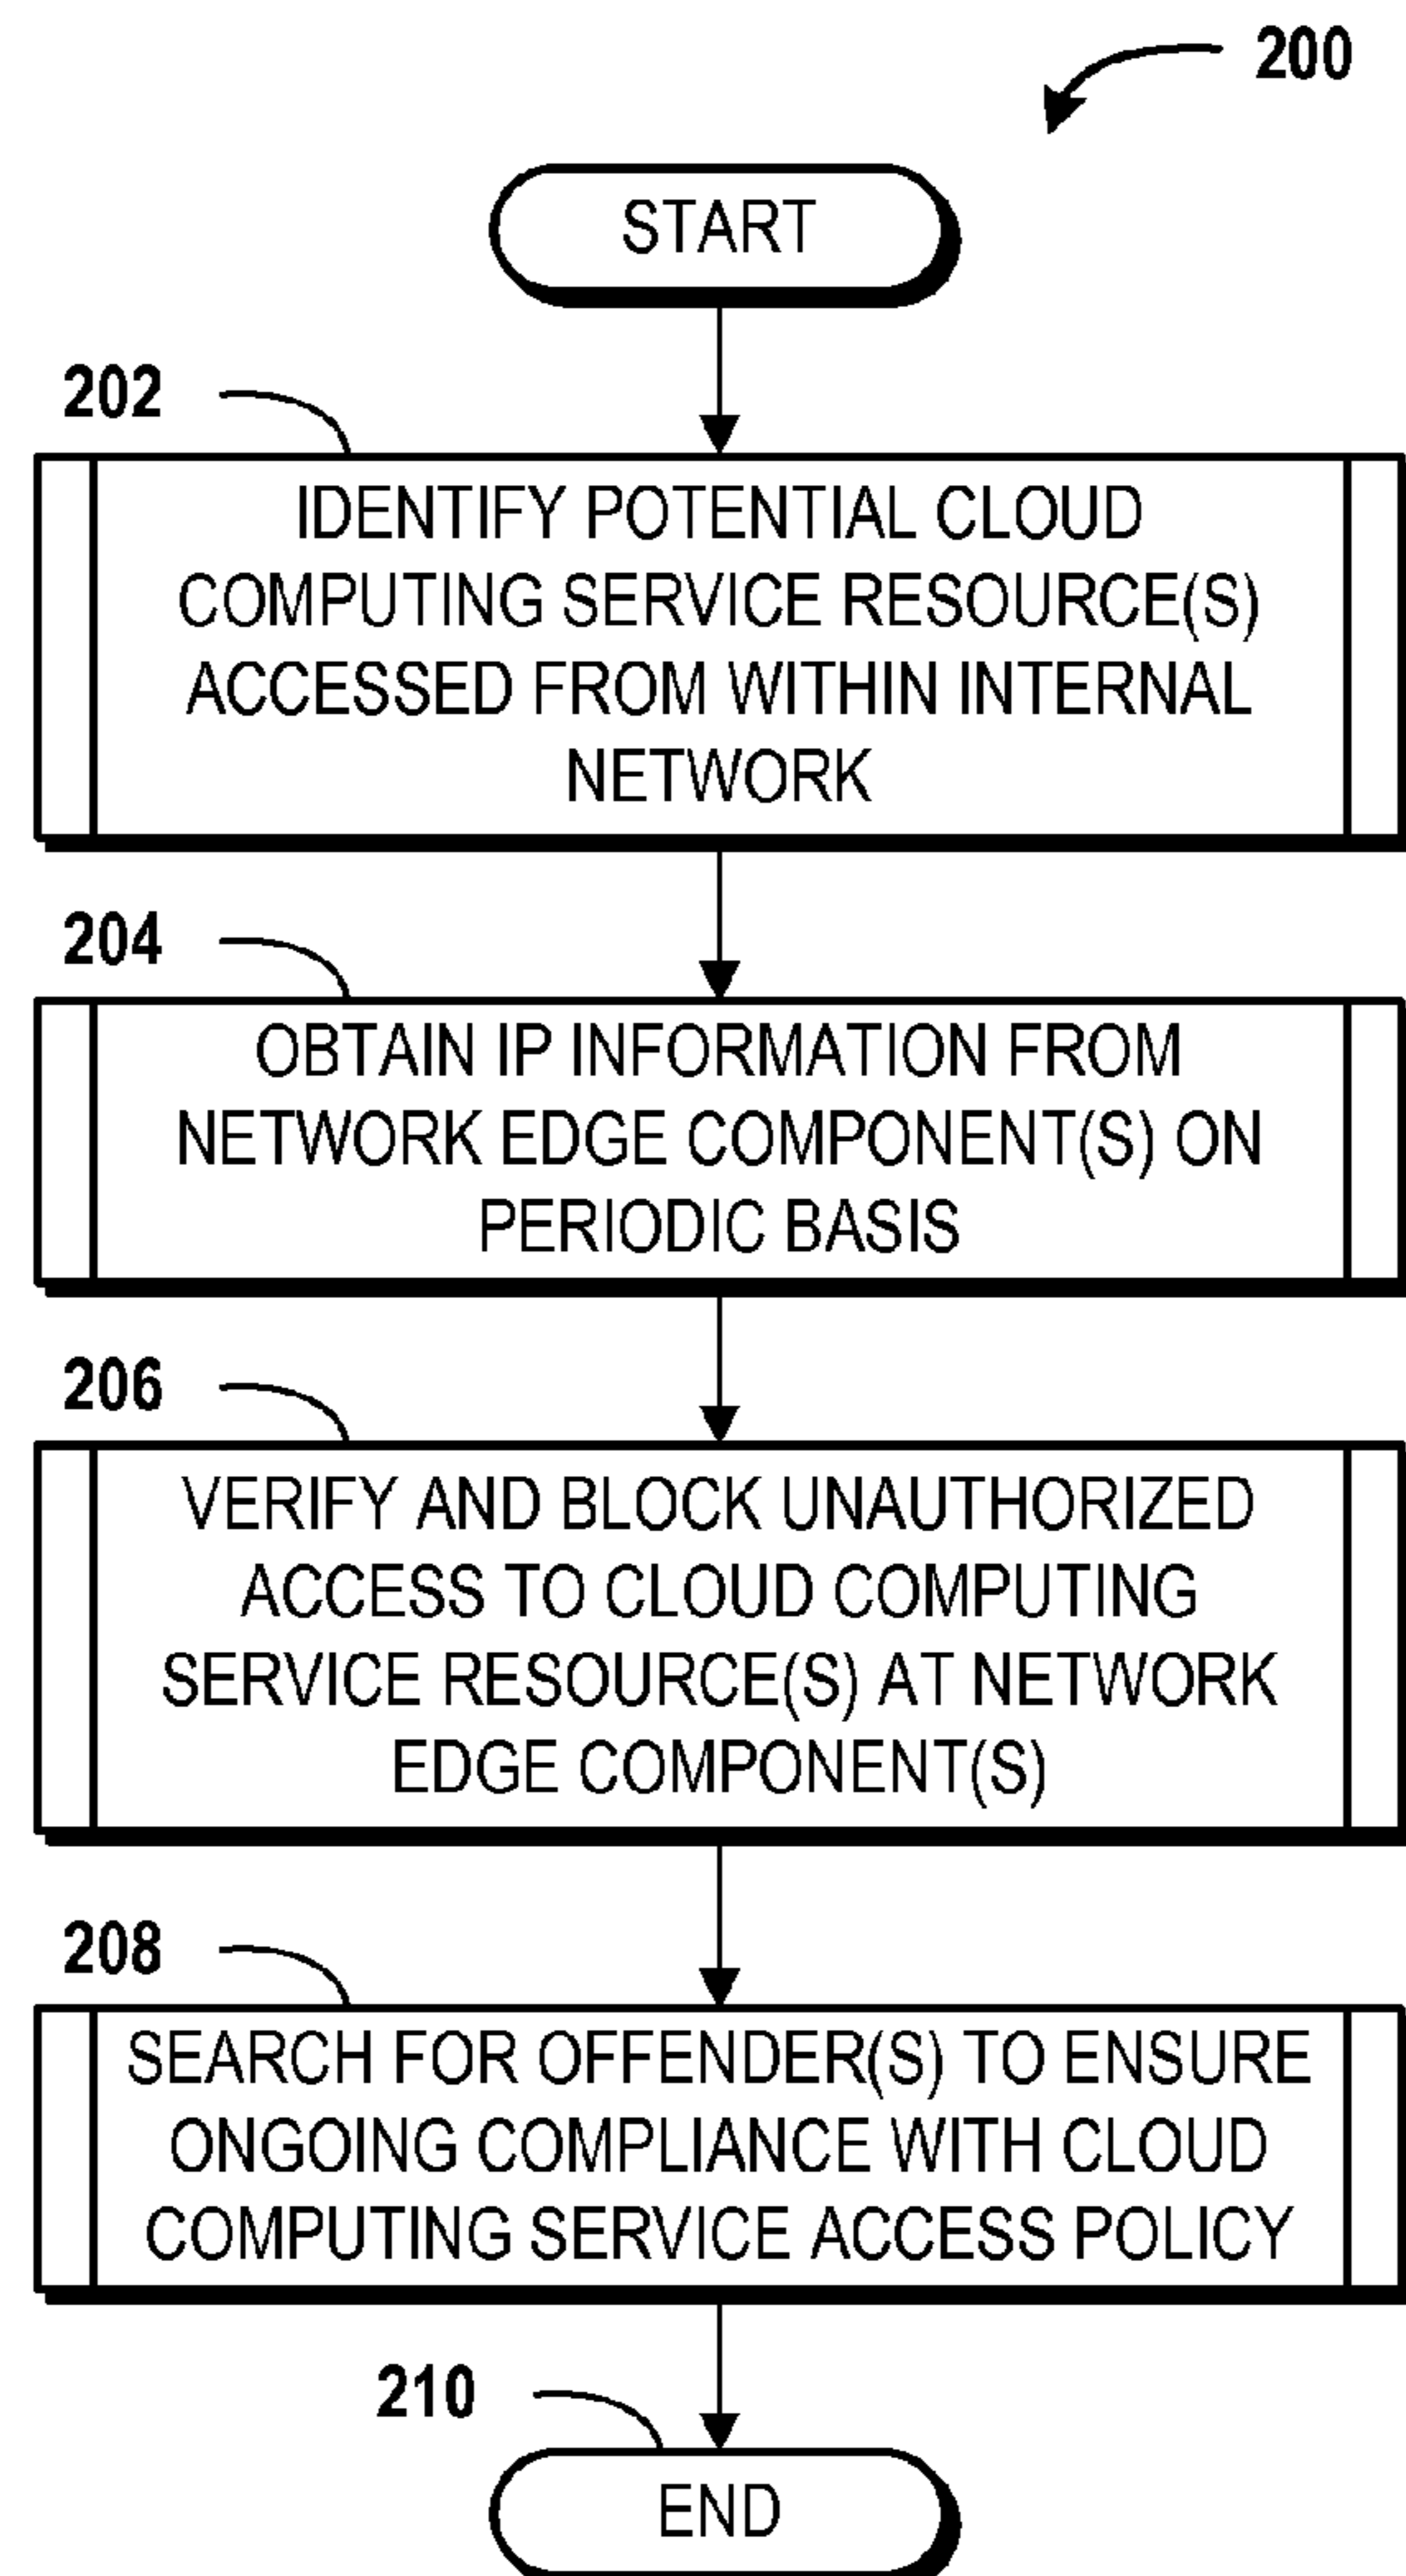 200
START
202
IDENTIFY POTENTIAL CLOUD
COMPUTING SERVICE RESOURCE(S)
ACCESSED FROM WITHIN INTERNAL
NETWORK
204
OBTAIN IP INFORMATION FROM
NETWORK EDGE COMPONENT(S) ON
PERIODIC BASIS
206
VERIFY AND BLOCK UNAUTHORIZED
ACCESS TO CLOUD COMPUTING
SERVICE RESOURCE(S) AT NETWORK
EDGE COMPONENT(S)
208
SEARCH FOR OFFENDER(S) TO ENSURE
ONGOING COMPLIANCE WITH CLOUD
COMPUTING SERVICE ACCESS POLICY
210
END